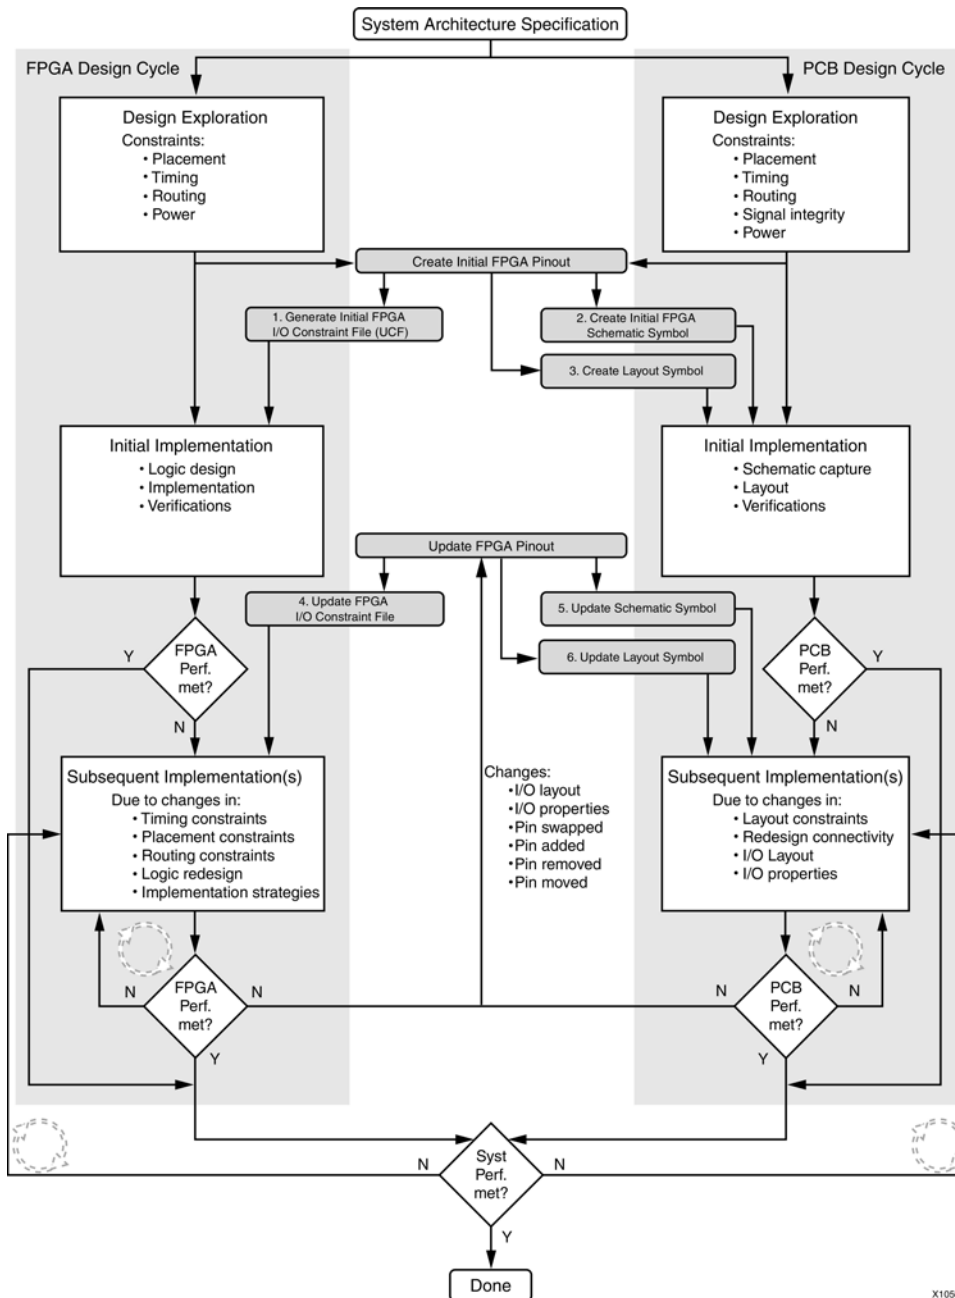 System Architecture Specification
FPGA Design Cycle
PCB Design Cycle
Design Exploration
Constraints:
• Placement
• Timing
• Routing
• Power
Design Exploration
Constraints:
• Placement
• Timing
• Routing
• Signal integrity
• Power
Create Initial FPGA Pinout
1. Generate Initial FPGA
I/O Constraint File (UCF)
2. Create Initial FPGA
Schematic Symbol
3. Create Layout Symbol
Initial Implementation
• Logic design
• Implementation
• Verifications
Initial Implementation
• Schematic capture
• Layout
• Verifications
Update FPGA Pinout
4. Update FPGA
I/O Constraint File
5. Update Schematic Symbol
6. Update Layout Symbol
Y
FPGA
Perf.
met?
N
PCB
Perf.
met?
Y
N
Subsequent Implementation(s)
Due to changes in:
• Timing constraints
• Placement constraints
• Routing constraints
• Logic redesign
• Implementation strategies
Changes:
• I/O layout
• I/O properties
• Pin swapped
• Pin added
• Pin removed
• Pin moved
Subsequent Implementation(s)
Due to changes in:
• Layout constraints
• Redesign connectivity
• I/O Layout
• I/O properties
N
FPGA
Perf.
met?
N
Y
N
PCB
Perf.
met?
N
Y
N
Syst
Perf.
met?
N
Y
Done
X105